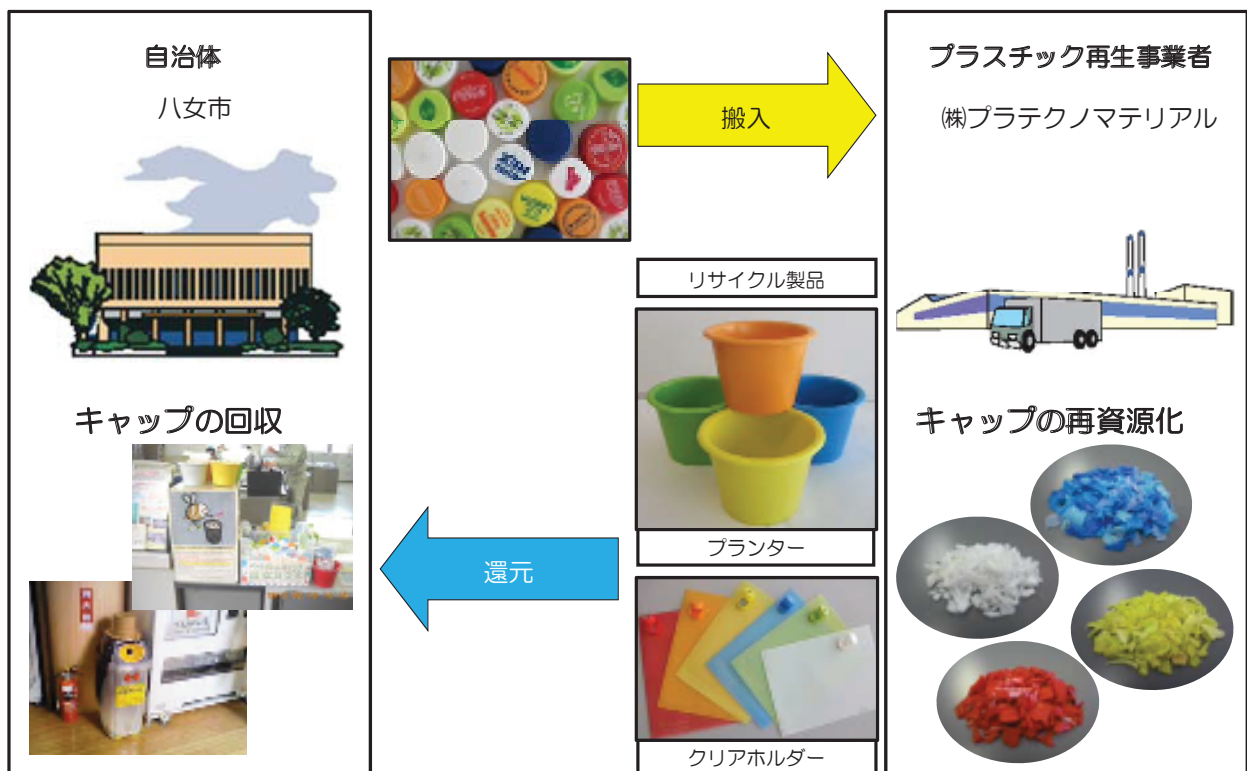 自治体
八女市
キャップの回収
搬入
リサイクル製品
プランター
還元
クリアホルダー
プラスチック再生事業者
㈱プラテクノマテリアル
キャップの再資源化